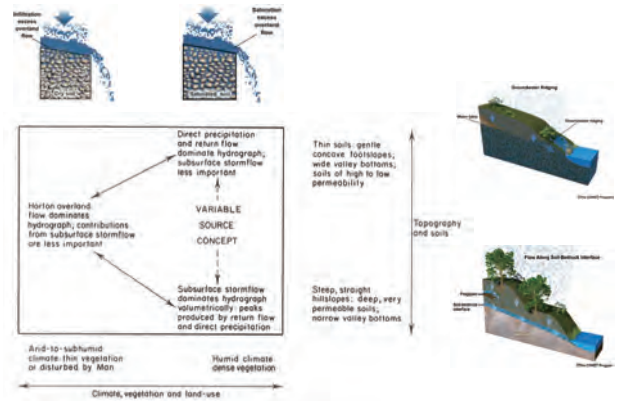 Infiltration
excess
overland
flow
Saturation
excess
overland
flow
Dry soil
Groundwater Ridging
Direct precipitation
and return flow
dominate hydrograph;
subsurface stormflow
less important
Thin soils: gentle
concave footslopes;
wide valley bottoms;
soils of high to low
permeability
Horton overland
flow dominates
hydrograph; contributions
from subsurface stormflow
are less important
VARIABLE
SOURCE
CONCEPT
Topography
and soils
Flow Along Soil-Bedrock Interface
Subsurface stormflow
dominates hydrograph
volumetrically: peaks
produced by return flow
and direct precipitation
Steep, straight
hillslopes: deep, very
permeable soils;
narrow valley bottoms
Arid-to-subhumid
climate: thin vegetation
or disturbed by Man
Humid climate
dense vegetation
Climate, vegetation and land-use